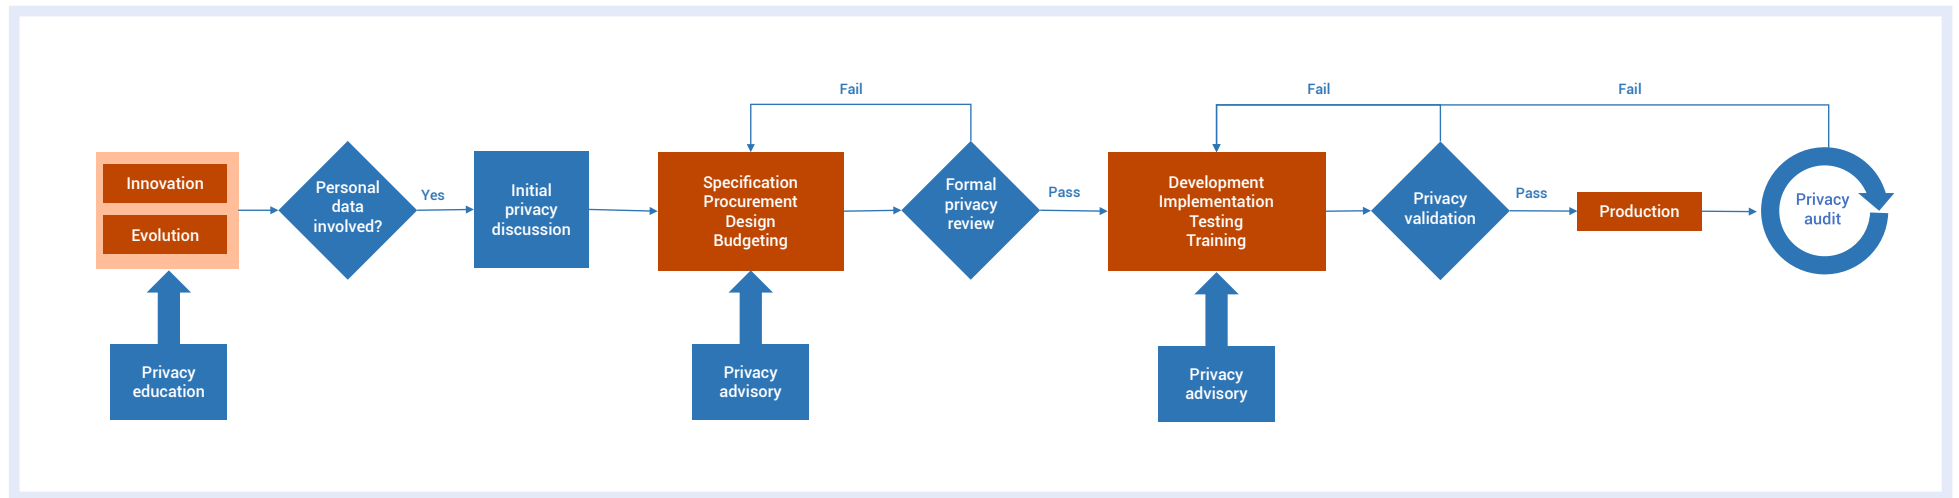 Innovation
Evolution
Privacy
education
Personal
data
involved?
Yes
Initial
privacy
discussion
Specification
Procurement
Design
Budgeting
Privacy
advisory
Fail
Formal
privacy
review
Pass
Development
Implementation
Testing
Training
Privacy
advisory
Fail
Privacy
validation
Pass
Production
Fail
Privacy
audit